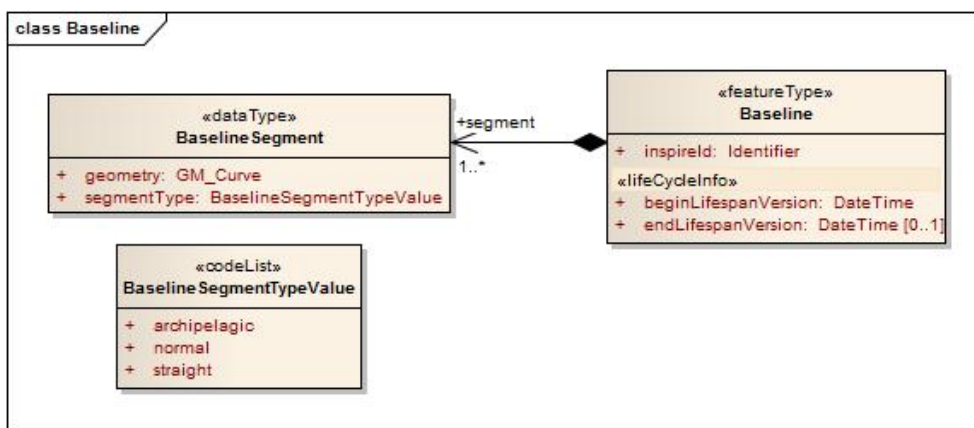 class Baseline
«dataType»
BaselineSegment
+ geometry: GM_Curve
+ segmentType: BaselineSegmentTypeValue
+segment
1..*
«featureType»
Baseline
+ inspireId: Identifier
«lifeCycleInfo»
+ beginLifespanVersion: DateTime
+ endLifespanVersion: DateTime [0..1]
«codeList»
BaselineSegmentTypeValue
+ archipelagic
+ normal
+ straight